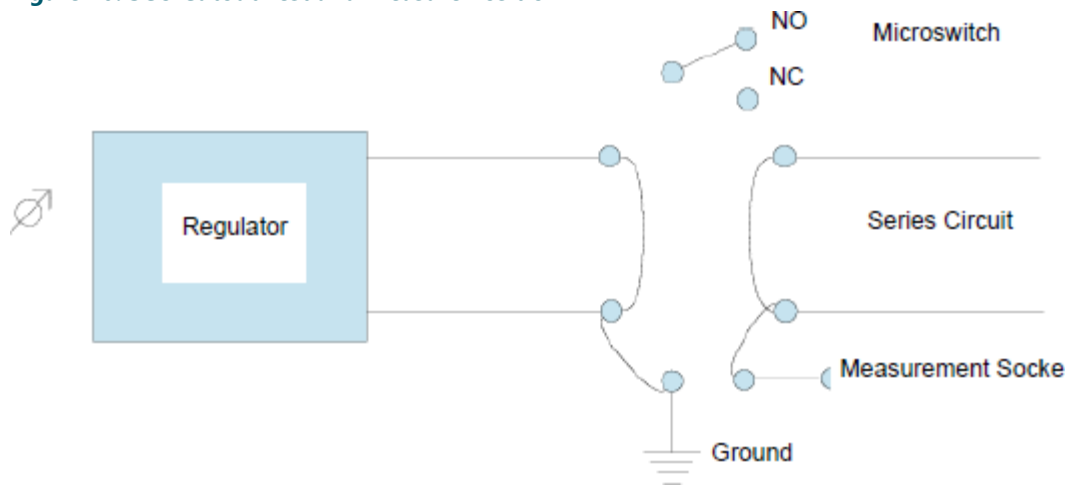 NO
Microswitch
NC
Regulator
Series Circuit
Measurement Socke
Ground